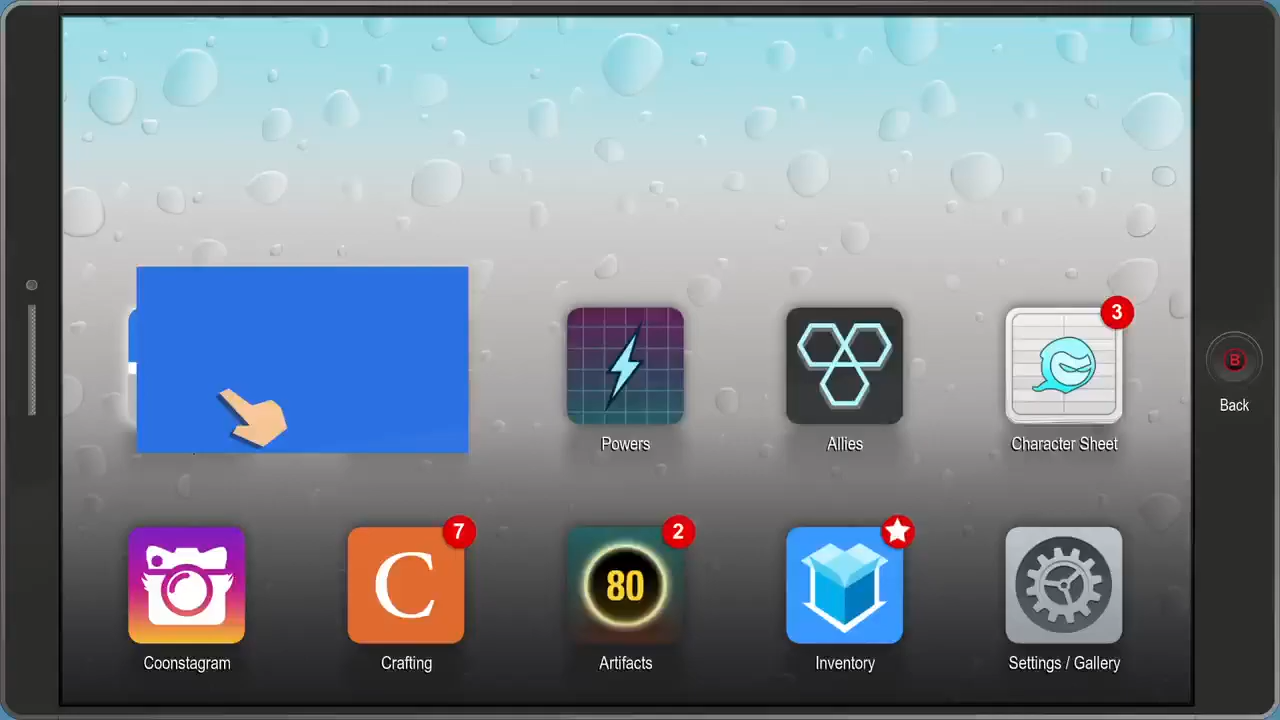 3
B
Back
Powers
Allies
Character Sheet
7
2
C
80
Coonstagram
Crafting
Artifacts
Inventory
Settings / Gallery